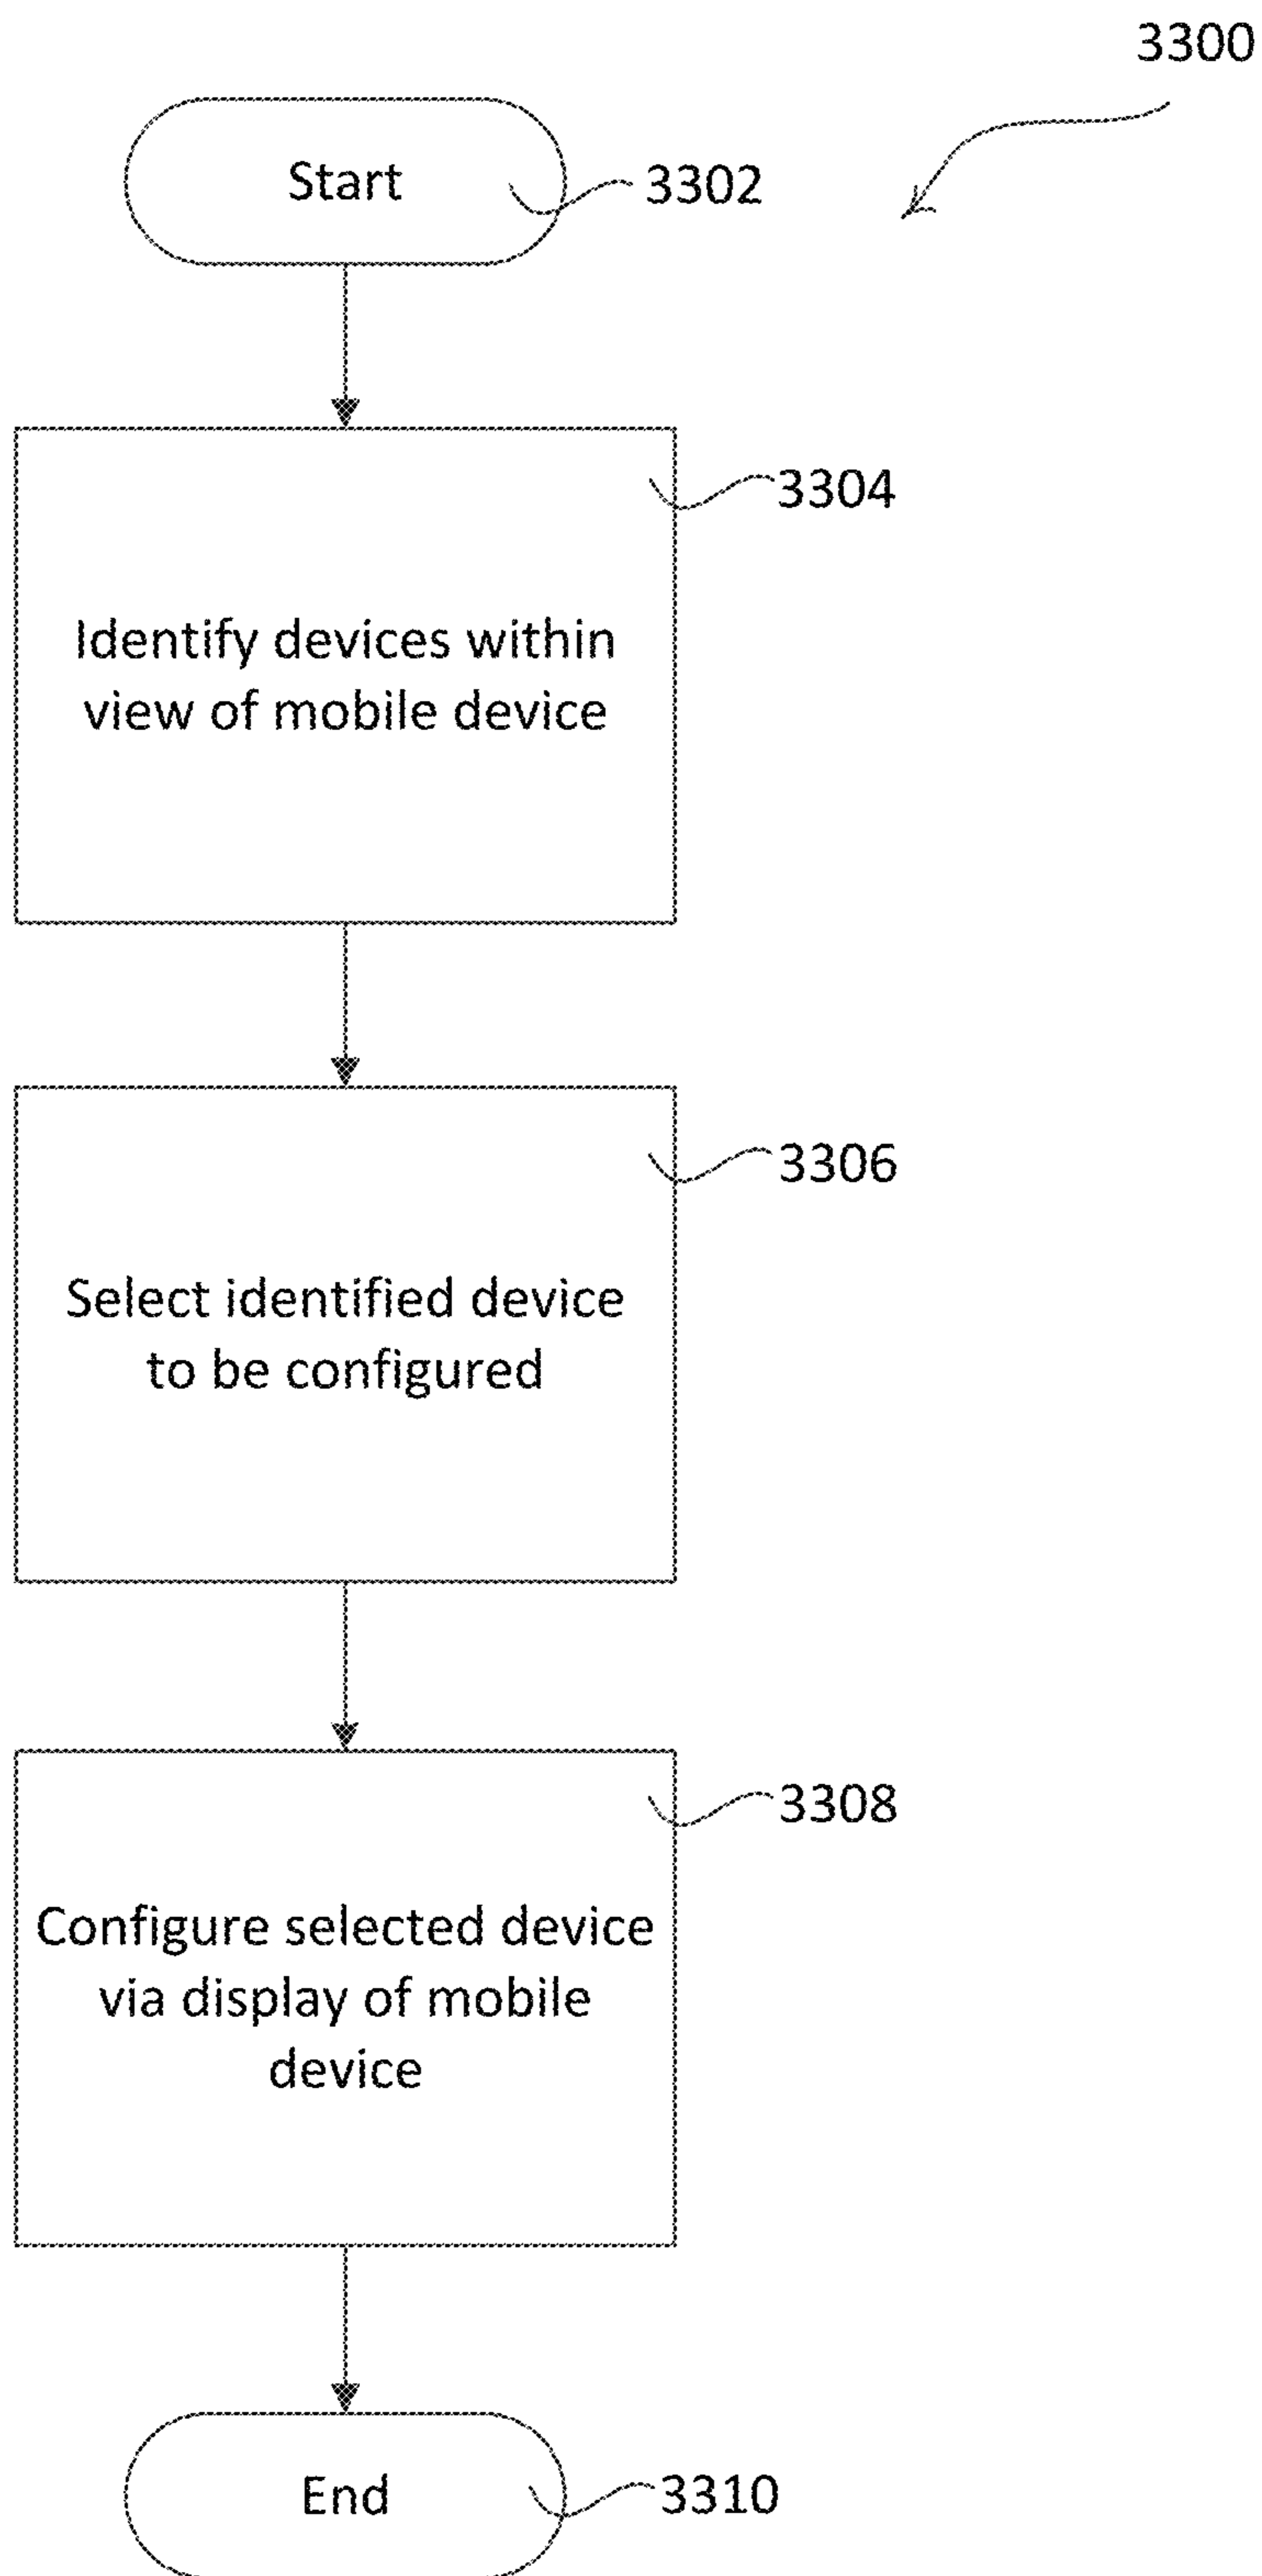 3300
Start
3302
3304
Identify devices within
view of mobile device
3306
Select identified device
to be configured
3308
Configure selected device
via display of mobile
device
End
3310